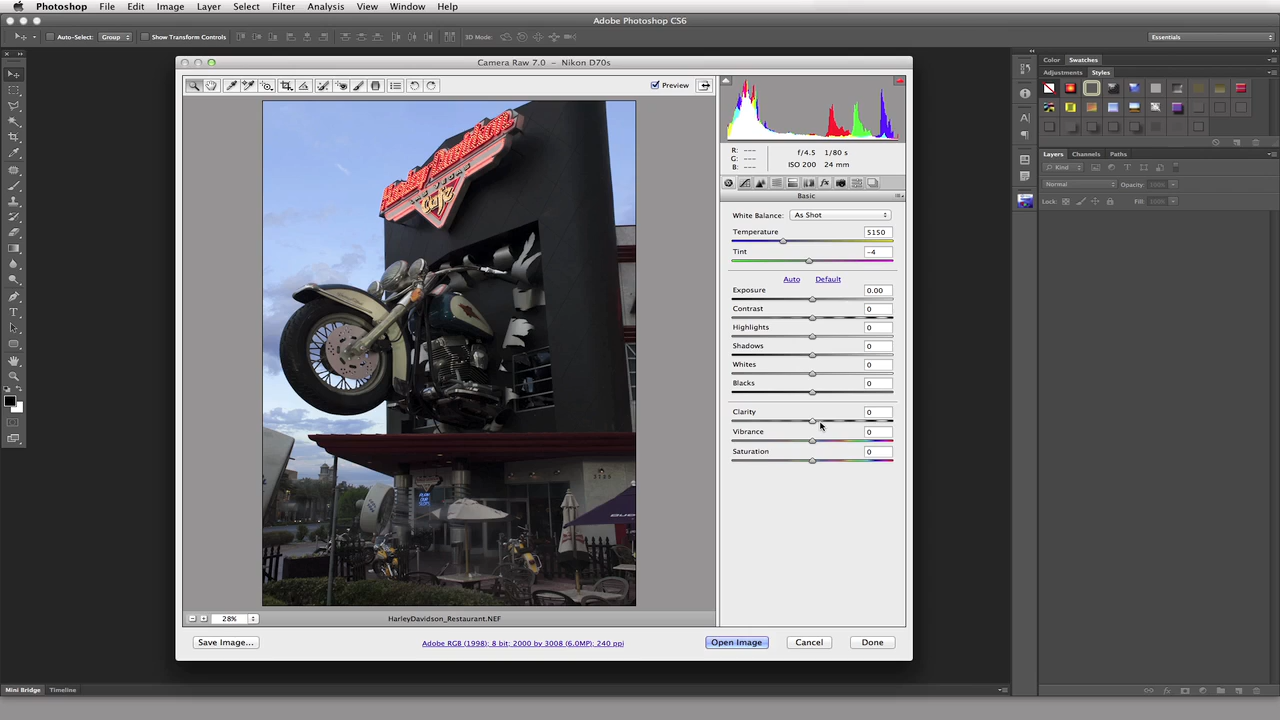 Photoshop File Edit Image Layer Select Filter Analysis View Window Help
Adobe Photoshop CS6
Auto-Select: Group Show Transform Controls 3D Mode: Essentials
Camera Raw 7.0 – Nikon D70s
Preview
Color Swatches
Adjustments Styles
R: ---
G: ---
B: ---
f/4.5 1/80 s
ISO 200 24 mm
Basic
White Balance: As Shot
Temperature 5150
Tint -4
Auto Default
Exposure 0.00
Contrast 0
Highlights 0
Shadows 0
Whites 0
Blacks 0
Clarity 0
Vibrance 0
Saturation 0
Layers Channels Paths
Kind
Normal Opacity: 100%
Lock: Fill: 100%
Harley-Davidson
Cafe
28% HarleyDavidson_Restaurant.NEF
Save Image... Adobe RGB (1998); 8 bit; 2000 by 3008 (6.0MP); 240 ppi Open Image Cancel Done
Mini Bridge Timeline